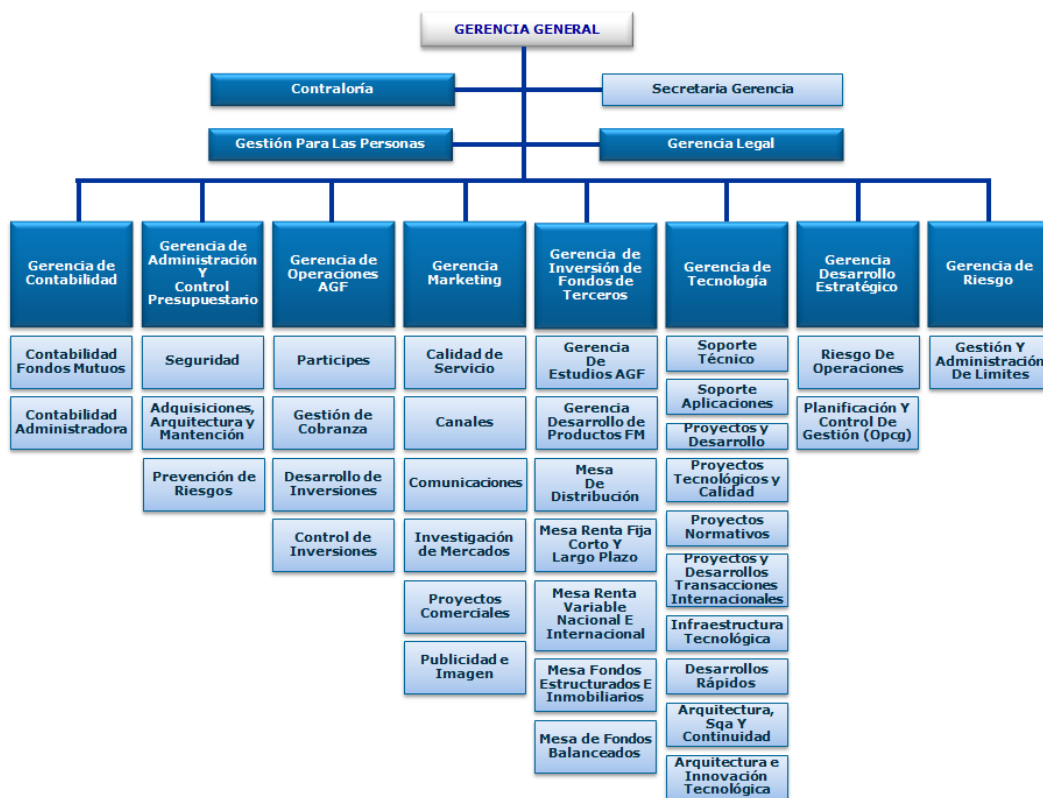 GERENCIA GENERAL
Contraloría
Secretaria Gerencia
Gestión Para Las Personas
Gerencia Legal
Gerencia de
Contabilidad
Contabilidad
Fondos Mutuos
Contabilidad
Administradora
Gerencia de
Administración
Y
Control
Presupuestario
Seguridad
Adquisiciones,
Arquitectura y
Mantención
Prevención de
Riesgos
Gerencia de
Operaciones
AGF
Participes
Gestión de
Cobranza
Desarrollo de
Inversiones
Control de
Inversiones
Gerencia
Marketing
Calidad de
Servicio
Canales
Comunicaciones
Investigación
de Mercados
Proyectos
Comerciales
Publicidad e
Imagen
Gerencia de
Inversión de
Fondos de
Terceros
Gerencia
De
Estudios AGF
Gerencia
Desarrollo de
Productos FM
Mesa
De
Distribución
Mesa Renta Fija
Corto Y
Largo Plazo
Mesa Renta
Variable
Nacional E
Internacional
Mesa Fondos
Estructurados E
Inmobiliarios
Mesa de Fondos
Balanceados
Gerencia de
Tecnología
Soporte
Técnico
Soporte
Aplicaciones
Proyectos y
Desarrollo
Proyectos
Tecnológicos y
Calidad
Proyectos
Normativos
Proyectos y
Desarrollos
Transacciones
Internacionales
Infraestructura
Tecnológica
Desarrollos
Rápidos
Arquitectura,
Sqa Y
Continuidad
Arquitectura e
Innovación
Tecnológica
Gerencia
Desarrollo
Estratégico
Riesgo De
Operaciones
Planificación Y
Control De
Gestión (Opcg)
Gerencia de
Riesgo
Gestión Y
Administración
De Límites